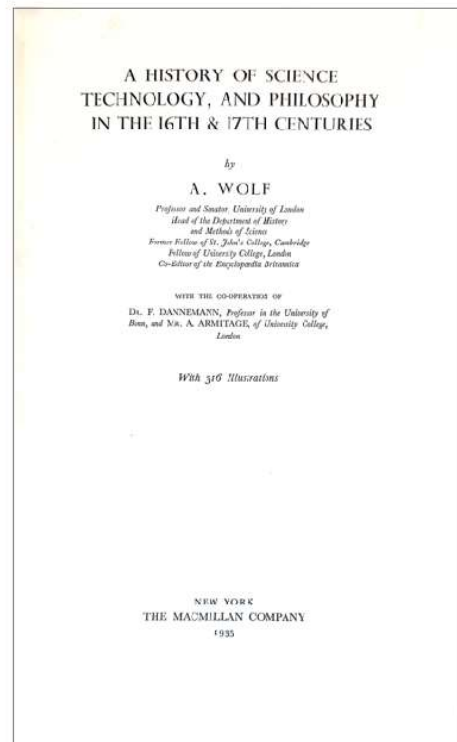 A HISTORY OF SCIENCE
TECHNOLOGY, AND PHILOSOPHY
IN THE 16TH & 17TH CENTURIES
by
A. WOLF
Professor and Senator, University of London
Head of the Department of History
and Methods of Science
Former Fellow of St. John's College, Cambridge
Fellow of University College, London
Co-Editor of the Encyclopædia Britannica
WITH THE CO-OPERATION OF
DR. F. DANNEMANN, Professor in the University of
Bonn, and MR. A. ARMITAGE, of University College,
London
With 316 Illustrations
NEW YORK
THE MACMILLAN COMPANY
1935